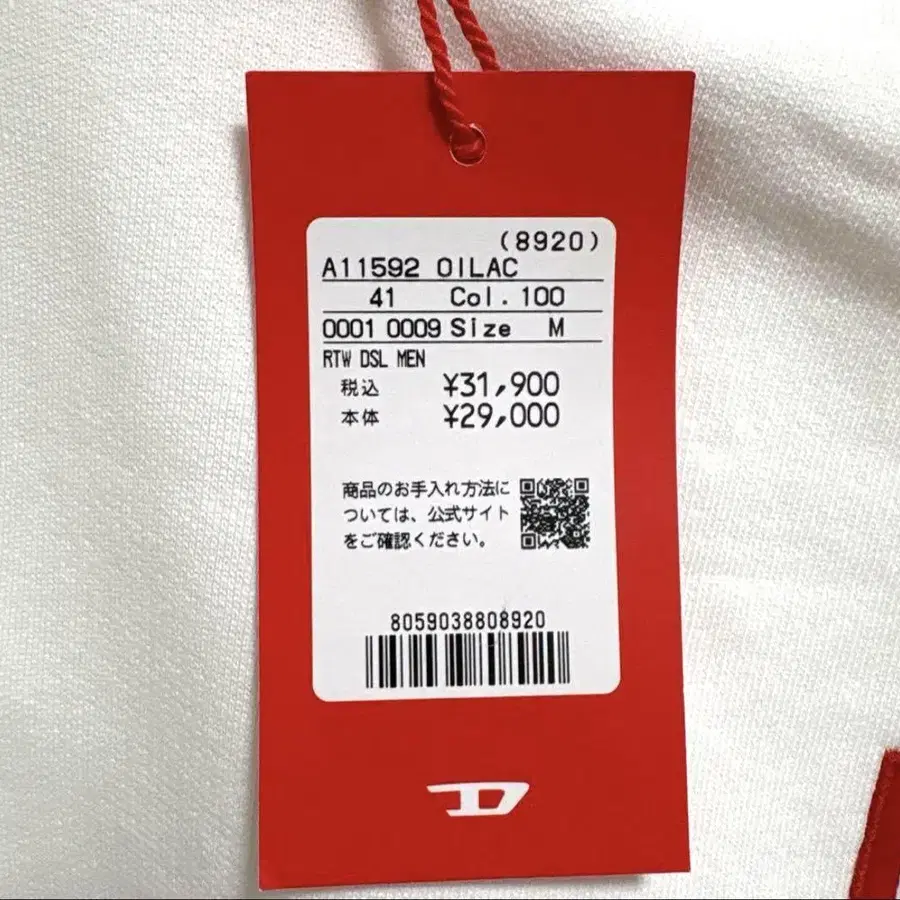 (8920)
A11592 OILAC
41 Col. 100
0001 0009 Size M
RTW DSL MEN
税込 ¥31,900
本体 ¥29,000
商品のお手入れ方法に
ついては、公式サイト
をご確認ください。
8059038808920
D